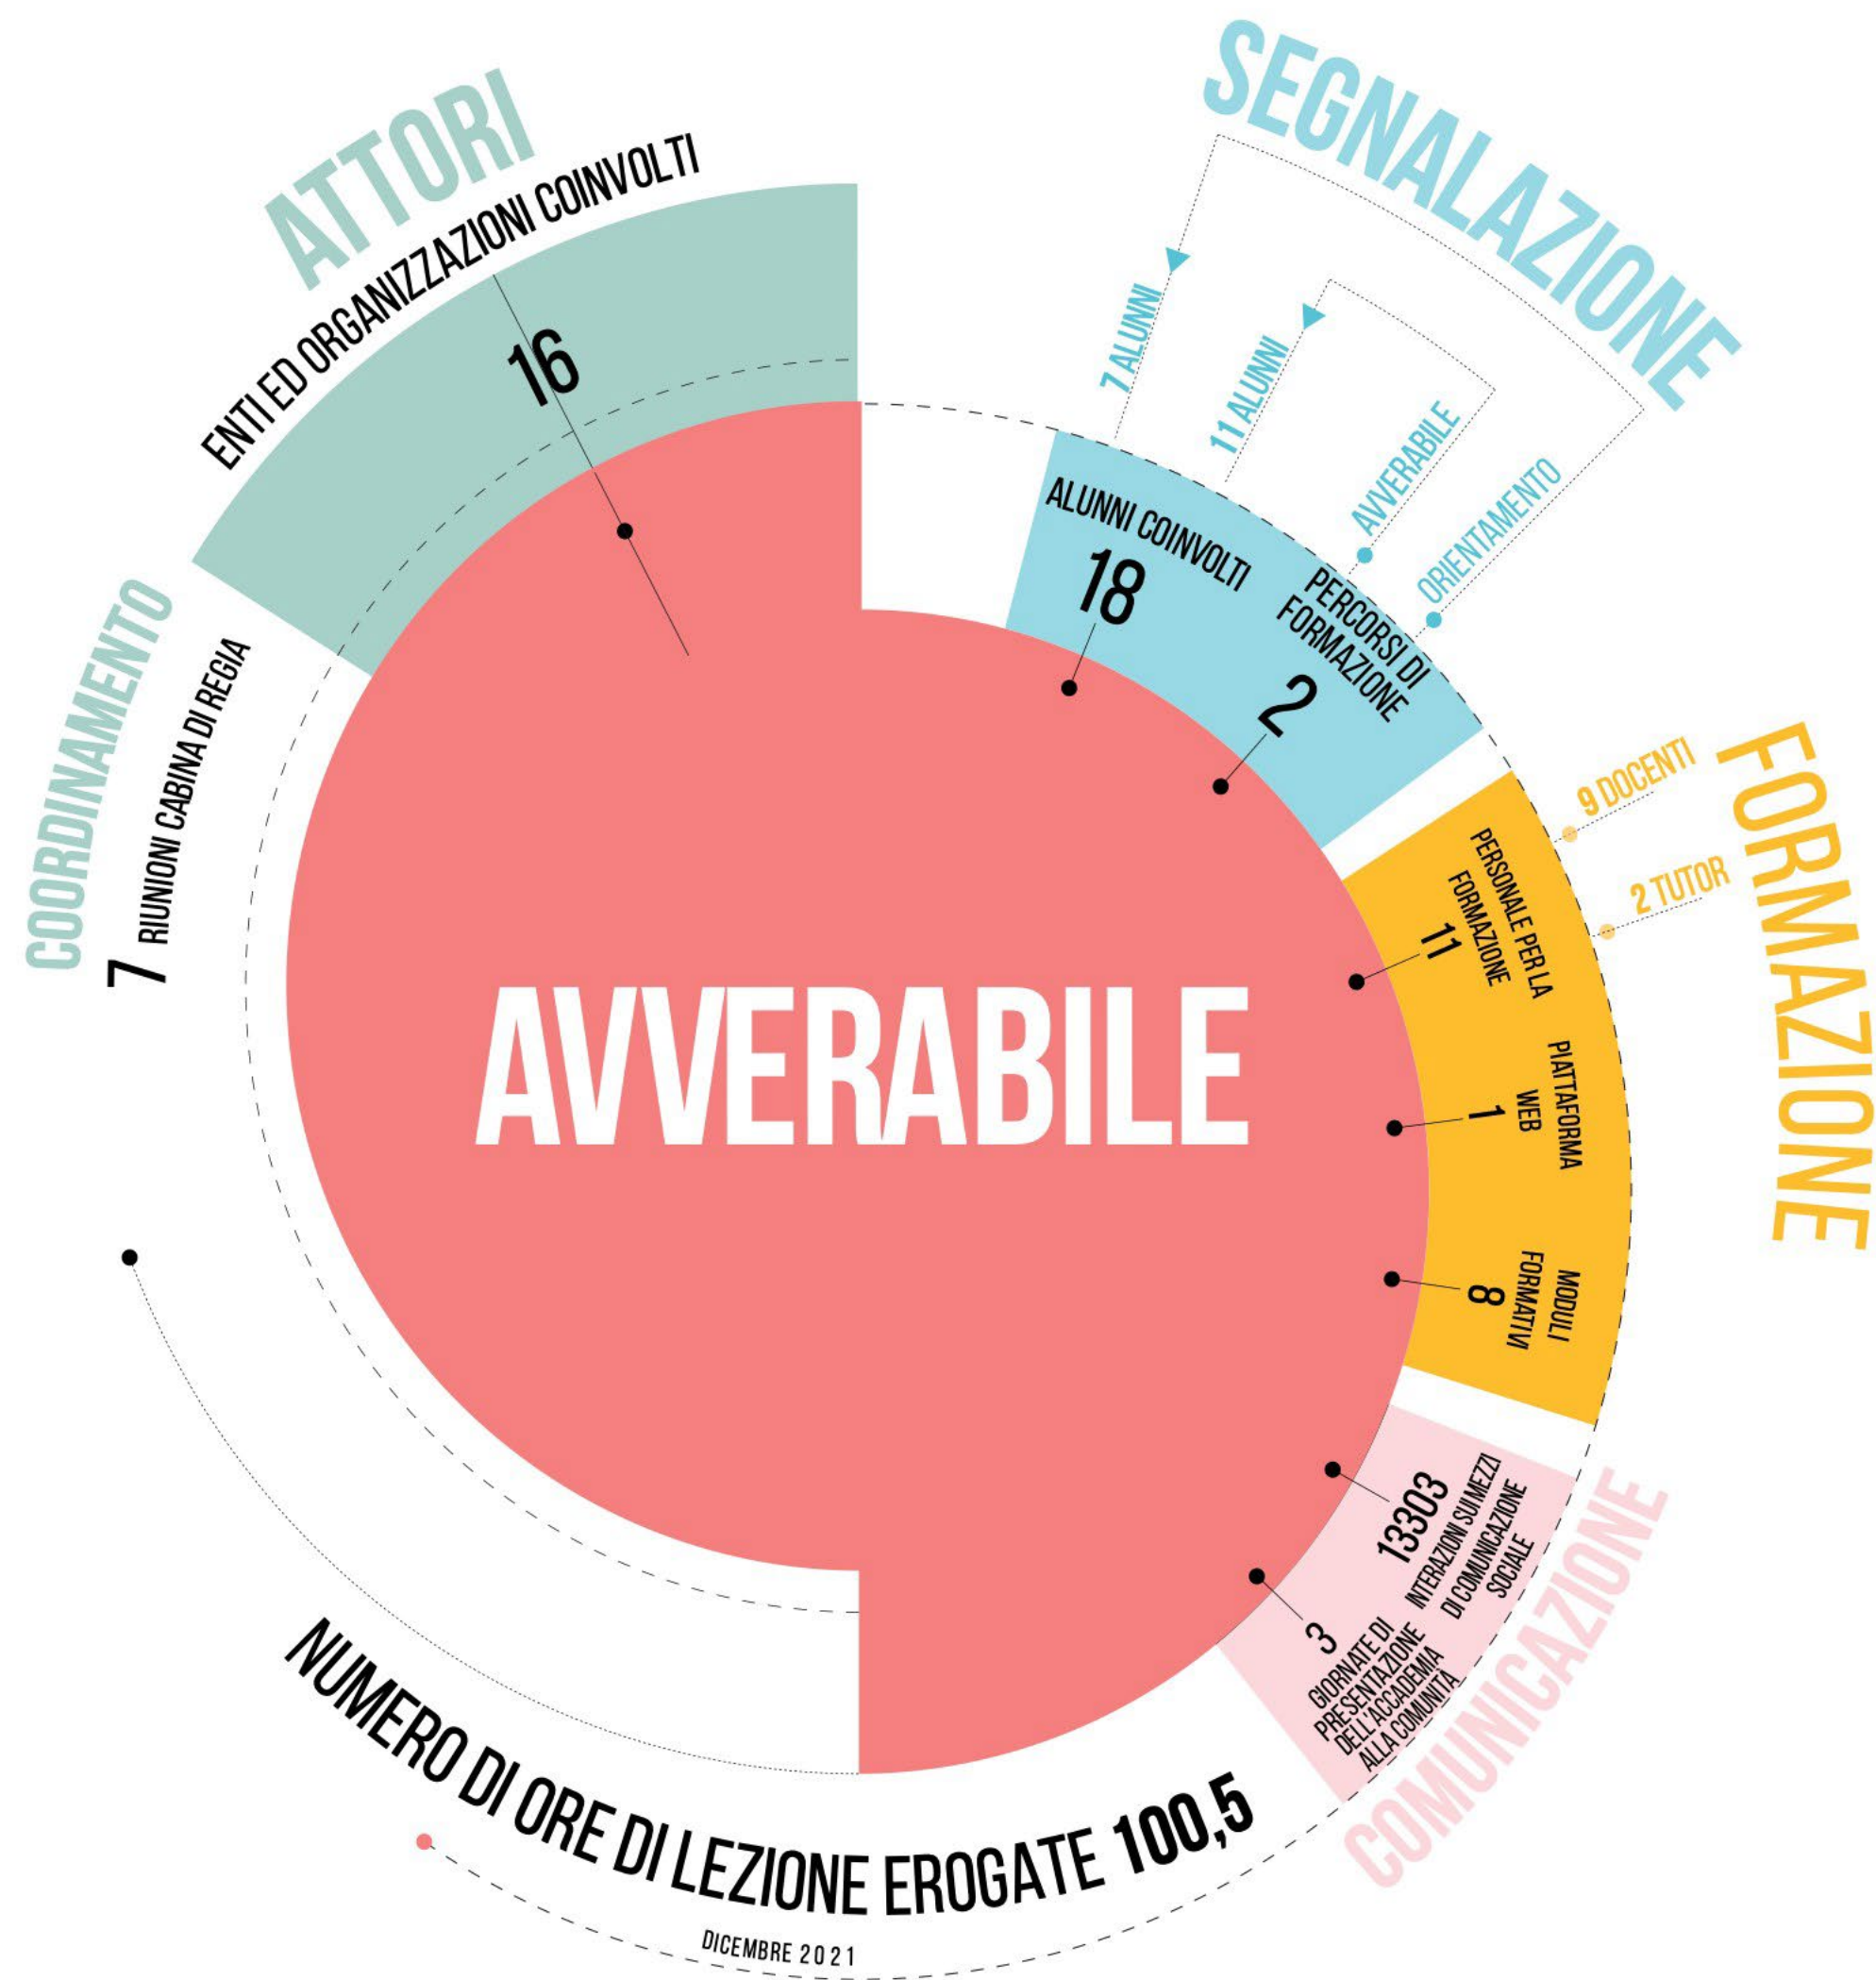 ATTORI
ENTI ED ORGANIZZAZIONI COINVOLTI
16
COORDINAMENTO
7 RIUNIONI CABINA DI REGIA
SEGNALAZIONE
7 ALUNNI
11 ALUNNI
AVVERABILE
ORIENTAMENTO
ALUNNI COINVOLTI
18
PERCORSI DI
FORMAZIONE
2
FORMAZIONE
9 DOCENTI
2 TUTOR
PERSONALE PER LA
FORMAZIONE
11
PIATTAFORMA
WEB
1
MODULI
FORMATIVI
8
AVVERABILE
COMUNICAZIONE
13303
INTERAZIONI SUI MEZZI
DI COMUNICAZIONE
SOCIALE
3
GIORNATE DI
PRESENTAZIONE
DELL'ACCADEMIA
ALLA COMUNITÀ
NUMERO DI ORE DI LEZIONE EROGATE 100,5
DICEMBRE 2021